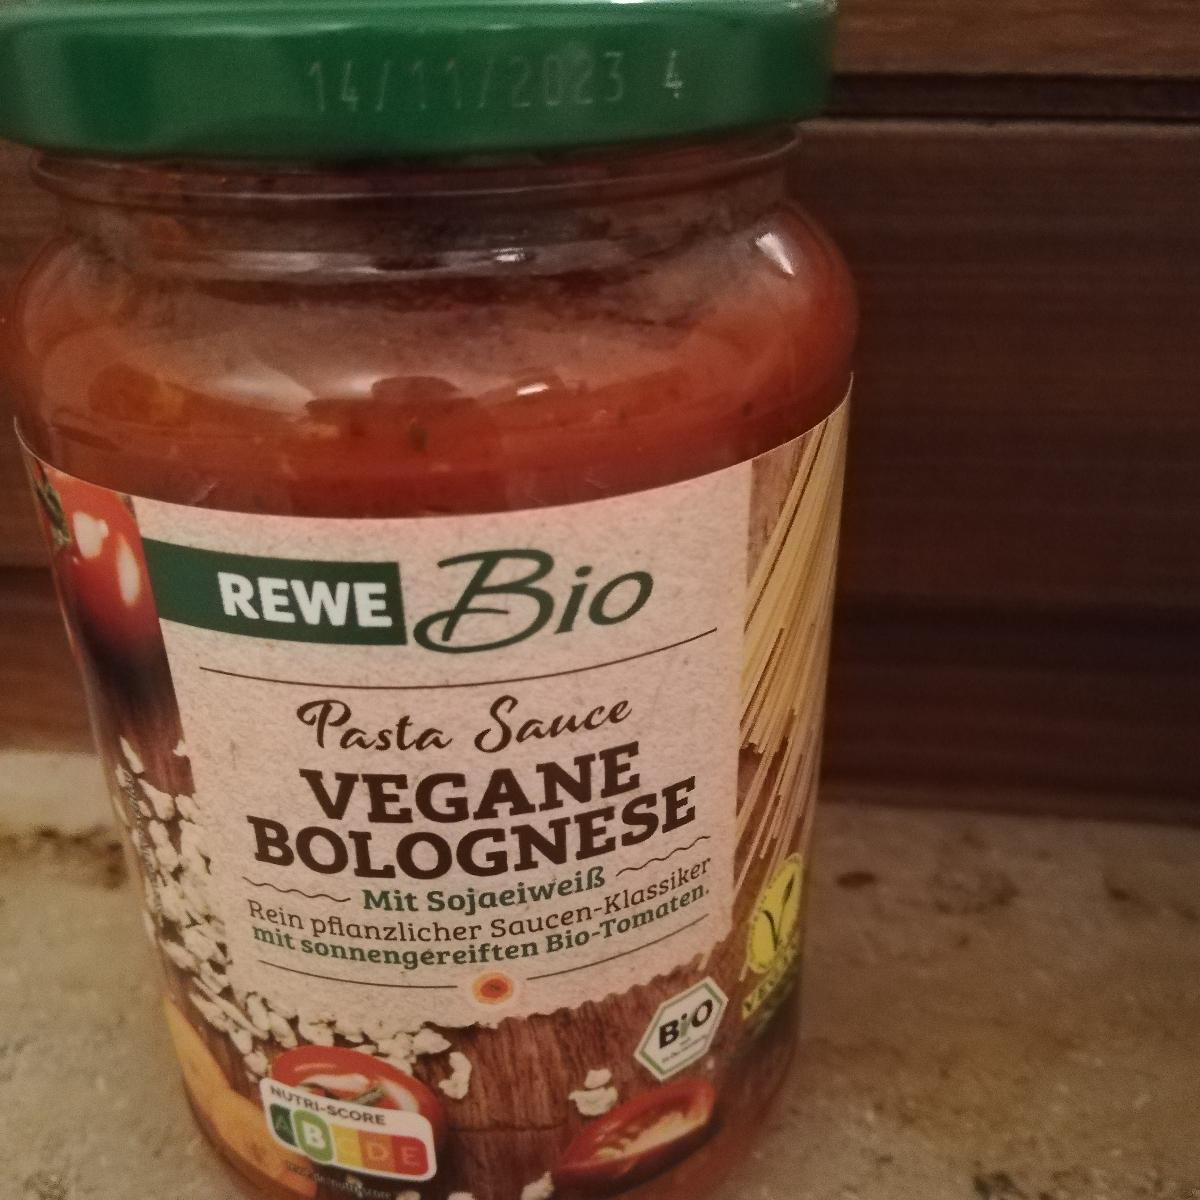 14/11/2023 4
REWE Bio
Pasta Sauce
VEGANE
BOLOGNESE
Mit Sojaeiweiß
Rein pflanzlicher Saucen-Klassiker
mit sonnengereiften Bio-Tomaten.
BiO
VEGAN
NUTRI-SCORE
A B C D E